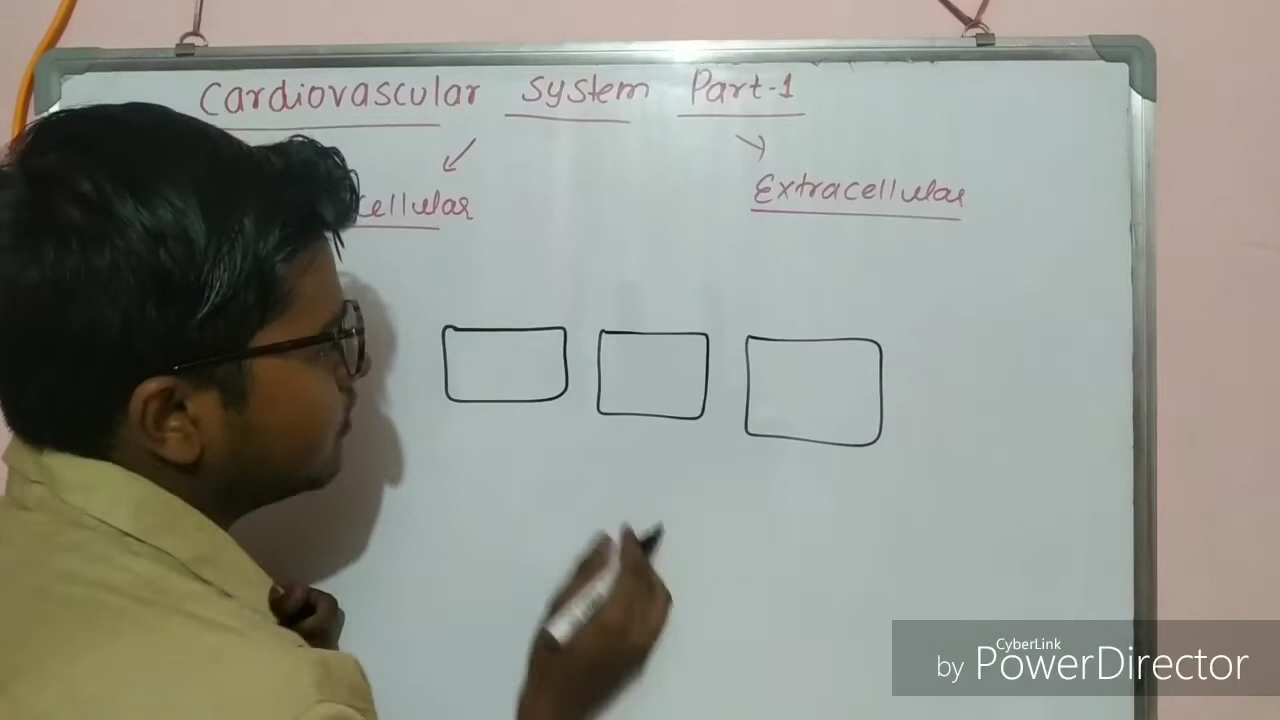 Cardiovascular System Part-1
cellular Extracellular
CyberLink
by PowerDirector